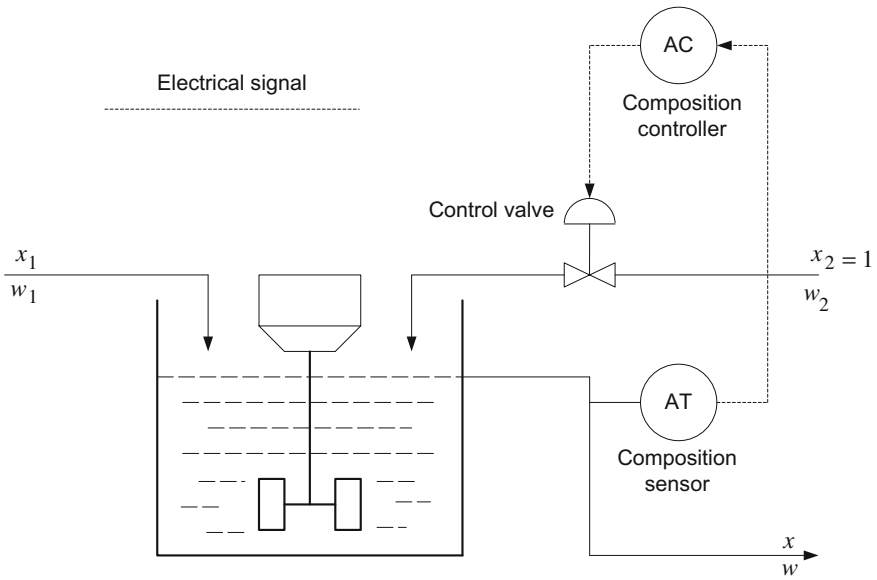 AC
Electrical signal
Composition
controller
Control valve
x₁
w₁
x₂ = 1
w₂
AT
Composition
sensor
x
w